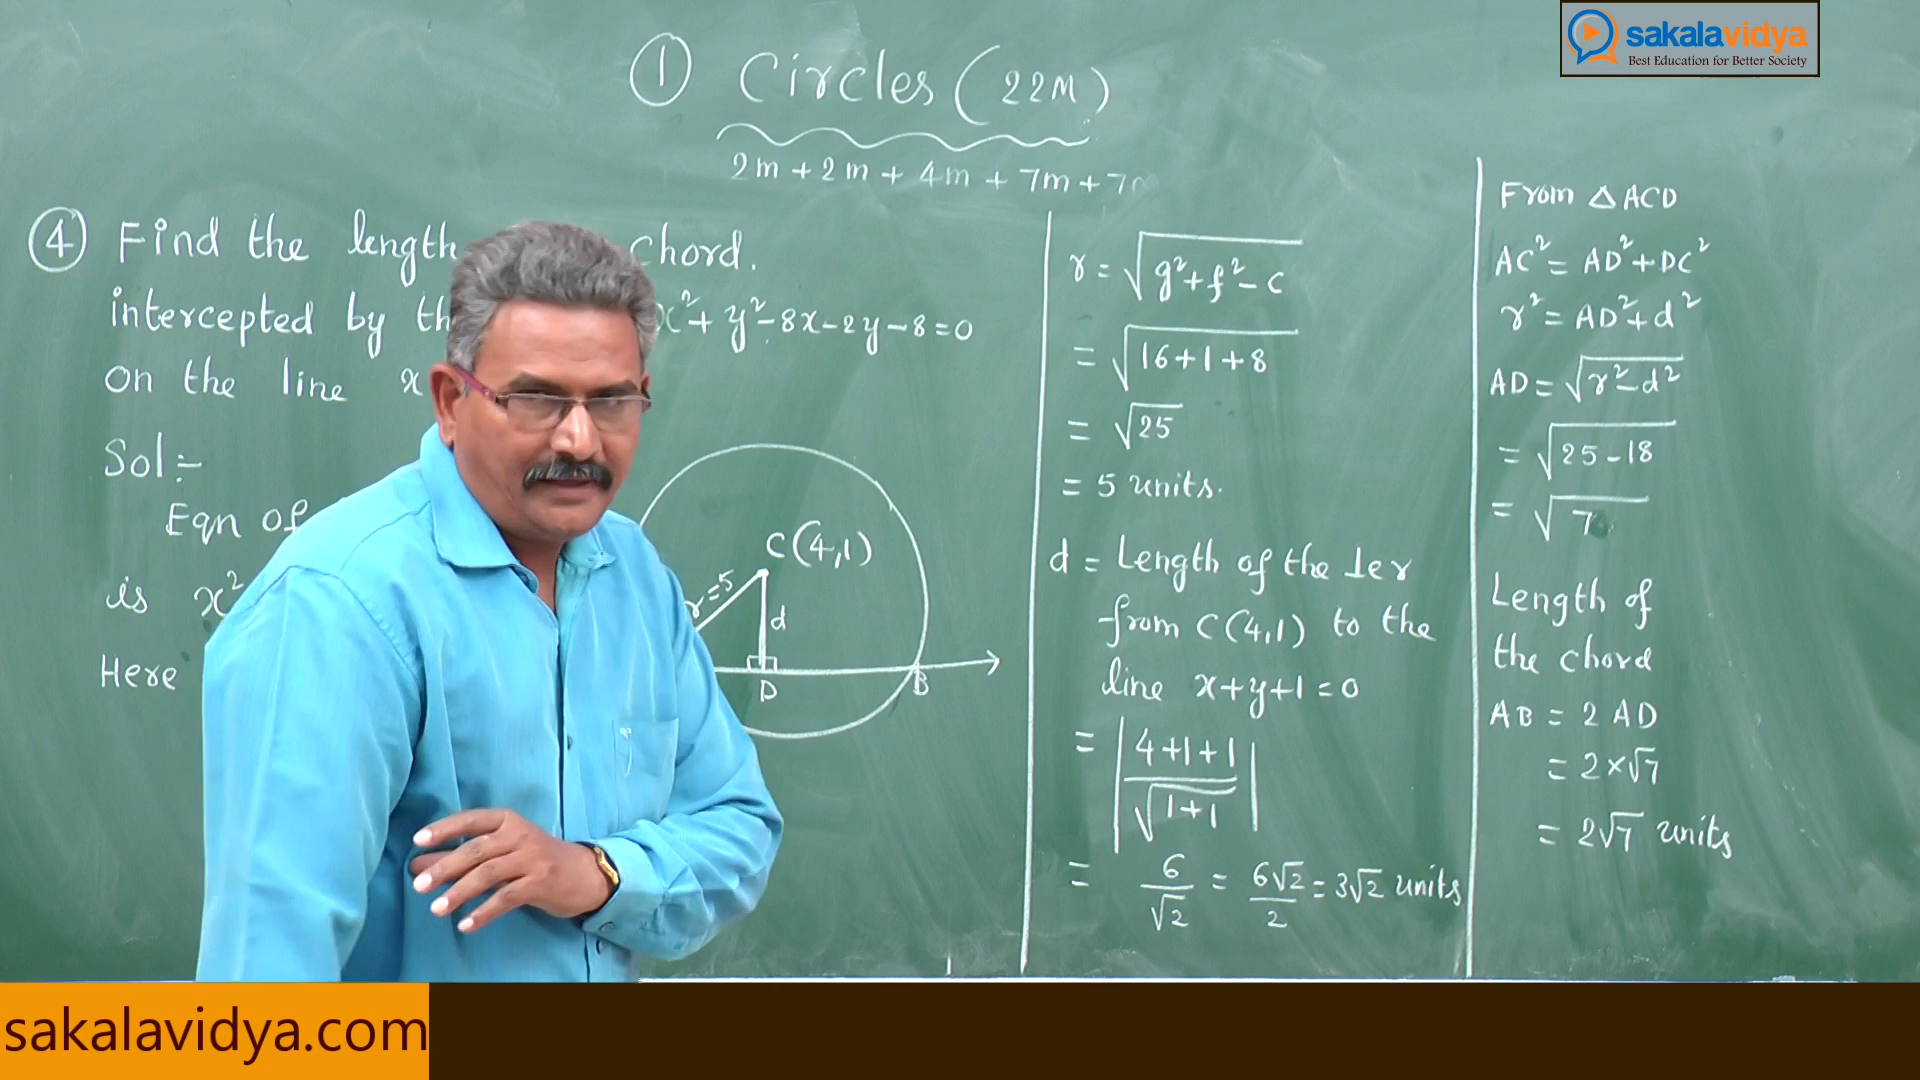 sakalavidya
Best Education for Better Society
① Circles (22M)
2m + 2m + 4m + 7m + 7
④ Find the length chord.
intercepted by x² + y² - 8x - 2y - 8 = 0
on the line x
Sol :-
Eqn of
is x²
Here
C(4,1)
r = 5
d
D
B
r = √(g² + f² - c)
= √(16 + 1 + 8)
= √25
= 5 units.
d = Length of the ⊥er
from C(4,1) to the
line x + y + 1 = 0
= |(4 + 1 + 1)/√(1 + 1)|
= 6/√2 = 6√2/2 = 3√2 units
From △ ACD
AC² = AD² + DC²
r² = AD² + d²
AD = √(r² - d²)
= √(25 - 18)
= √7
Length of
the chord
AB = 2 AD
= 2 × √7
= 2√7 units
sakalavidya.com